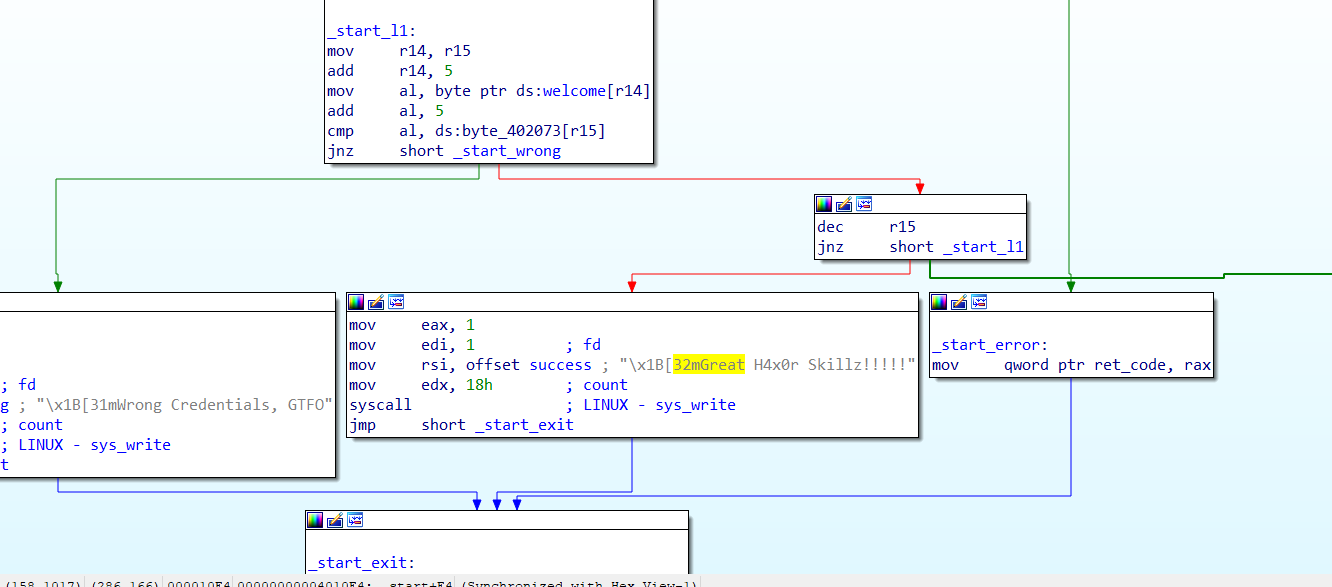 _start_l1:
mov r14, r15
add r14, 5
mov al, byte ptr ds:welcome[r14]
add al, 5
cmp al, ds:byte_402073[r15]
jnz short _start_wrong
dec r15
jnz short _start_l1
; fd
g ; "\x1B[31mWrong Credentials, GTFO"
; count
; LINUX - sys_write
t
mov eax, 1
mov edi, 1 ; fd
mov rsi, offset success ; "\x1B[32mGreat H4x0r Skillz!!!!!"
mov edx, 18h ; count
syscall ; LINUX - sys_write
jmp short _start_exit
_start_error:
mov qword ptr ret_code, rax
_start_exit:
(158,1017) (286,166) 000010E4 00000000004010E4: _start+E4 (Synchronized with Hex View-1)